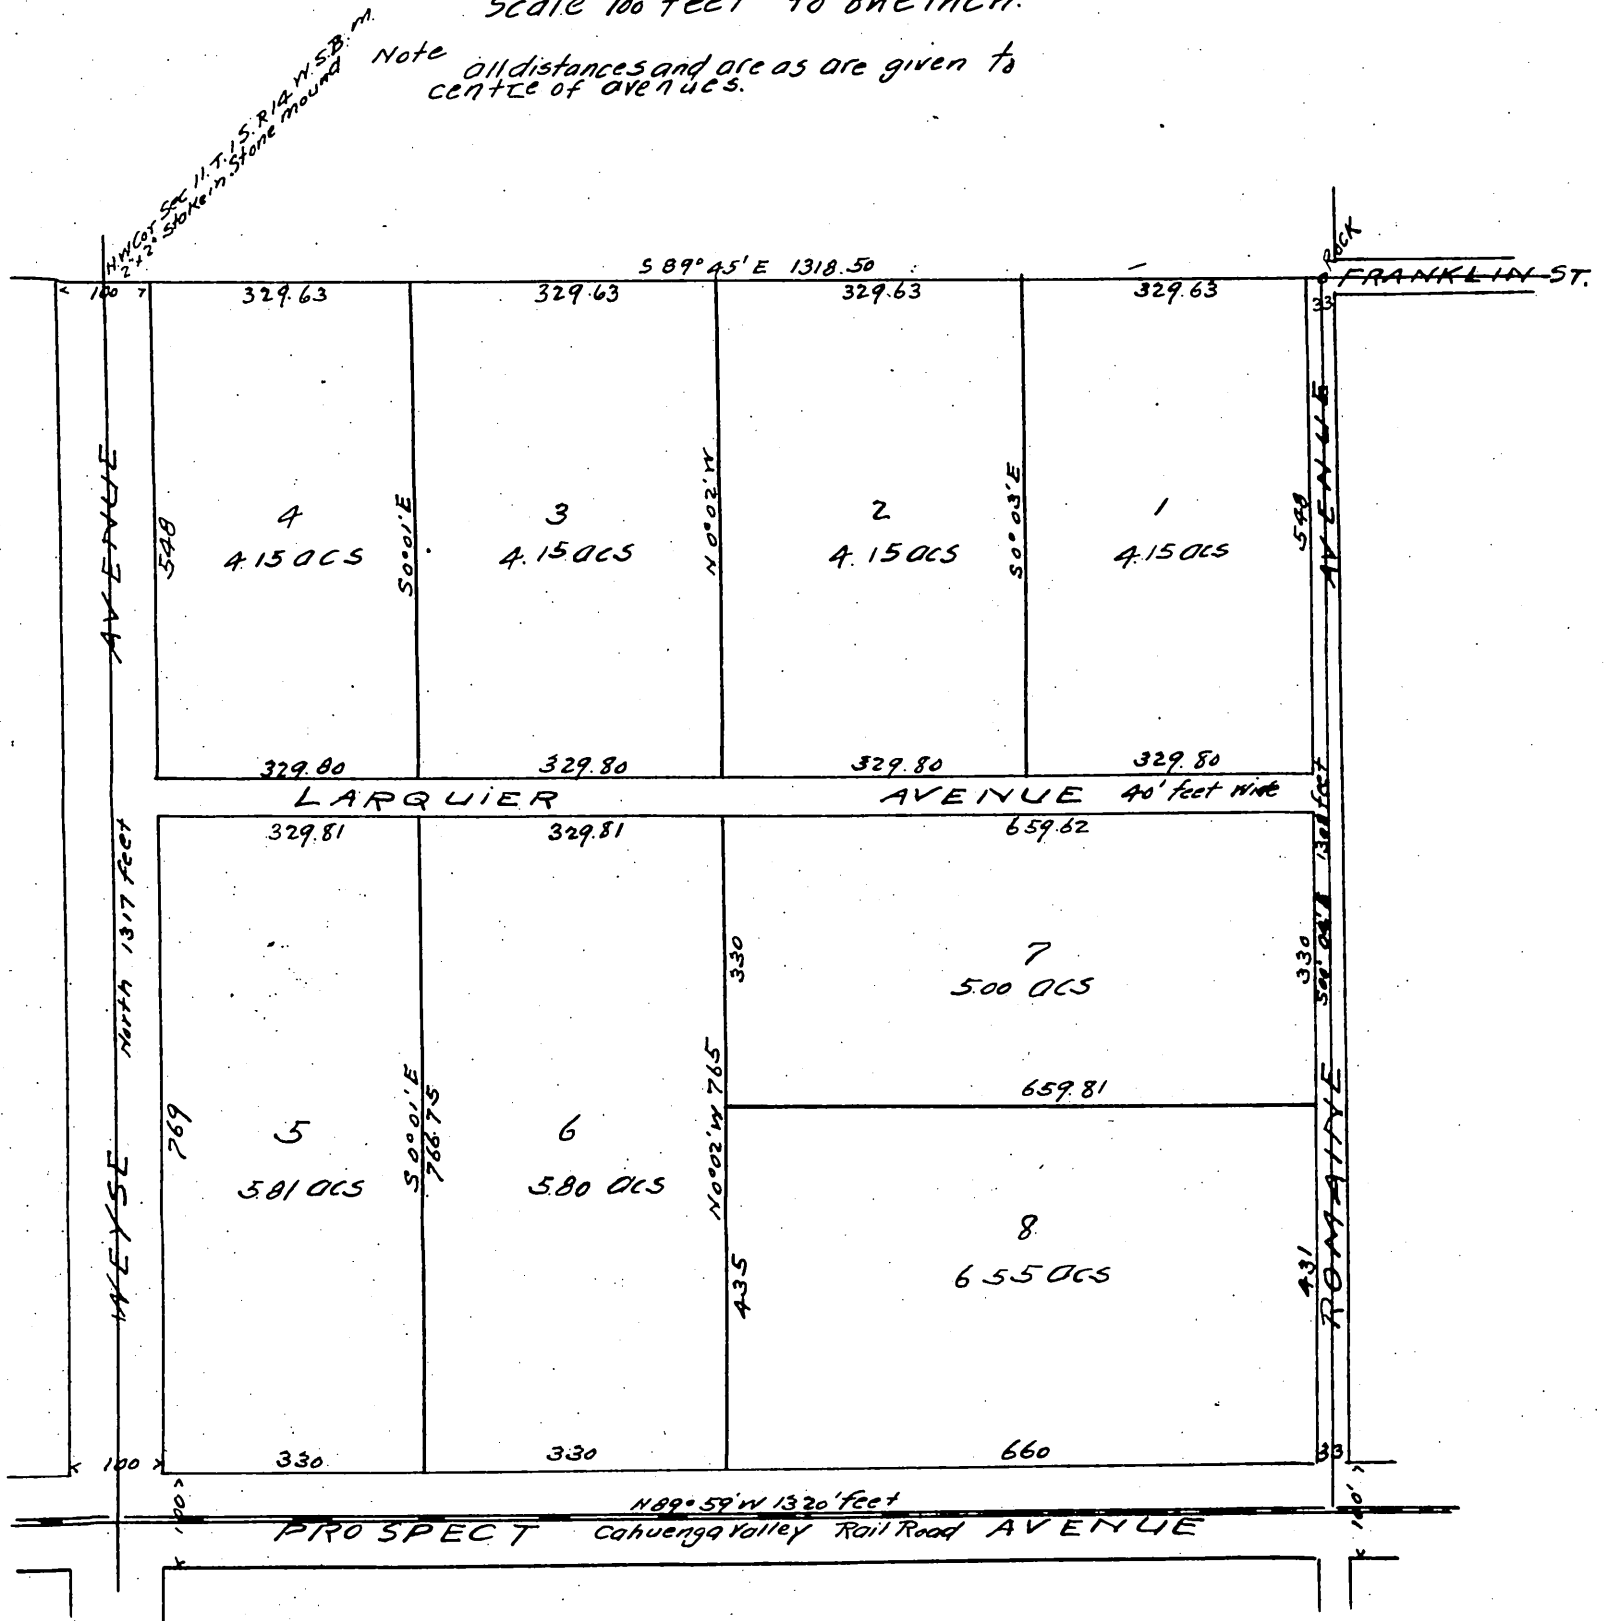 Scale 100 feet to one inch.
Note
all distances and areas are given to
centre of avenues.
N.W Cor Sec 11. T. 1 S. R 14 W. S.B. M.
2"x2" Stake in Stone mound
ROCK
FRANKLIN ST.
S 89° 45' E 1318.50
100
329.63
329.63
329.63
329.63
33
AVENUE
548
4
4.15 acs
S 0° 01' E
3
4.15 acs
N 0° 02' W
2
4.15 acs
S 0° 03' E
1
4.15 acs
548
AVENUE
329.80
329.80
329.80
329.80
LARQUIER AVENUE 40' feet wide
329.81
329.81
659.62
North 1317 feet
330
7
5.00 acs
330
1308 feet
659.81
WEYSE
769
5
5.81 acs
S 0° 01' E
766.75
6
5.80 acs
N 0° 02' W 765
435
8
6 55 acs
431
ROMAINE
100
330
330
660
33
100
N 89° 59' W 1320' feet
100'
PROSPECT Cahuenga Valley Rail Road AVENUE